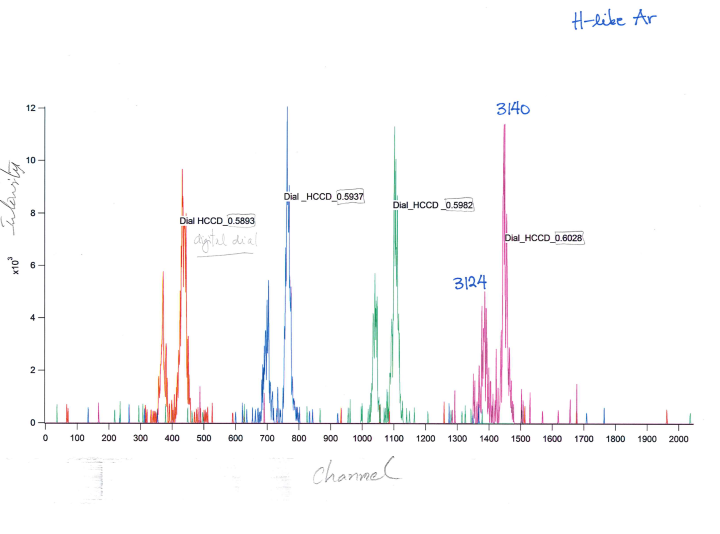 H-like Ar
3140
12
10
Dial _HCCD_0.5937
Intensity
Dial_HCCD_0.5982
8
Dial HCCD_0.5893
digital dial
Dial_HCCD_0.6028
6
x10³
3124
4
2
0
0 100 200 300 400 500 600 700 800 900 1000 1100 1200 1300 1400 1500 1600 1700 1800 1900 2000
Channel